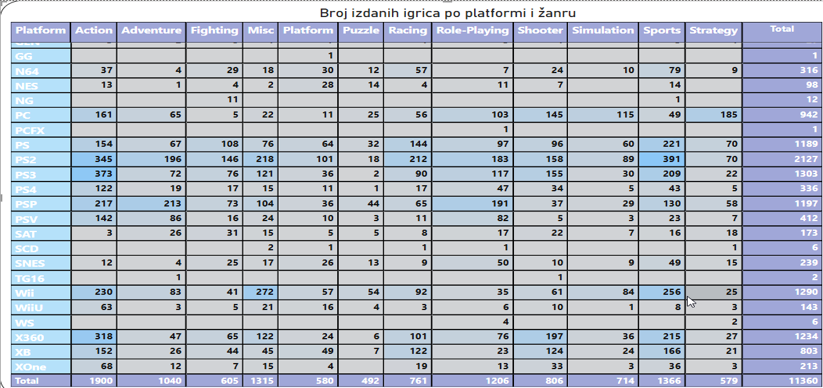 Broj izdanih igrica po platformi i žanru
Platform Action Adventure Fighting Misc Platform Puzzle Racing Role-Playing Shooter Simulation Sports Strategy Total
GG 1 1
N64 37 4 29 18 30 12 57 7 24 10 79 9 316
NES 13 1 4 2 28 14 4 11 7 14 98
NG 11 1 12
PC 161 65 5 22 11 25 56 103 145 115 49 185 942
PCFX 1 1
PS 154 67 108 76 64 32 144 97 96 60 221 70 1189
PS2 345 196 146 218 101 18 212 183 158 89 391 70 2127
PS3 373 72 76 121 36 2 90 117 155 30 209 22 1303
PS4 122 19 17 15 11 1 17 47 34 5 43 5 336
PSP 217 213 73 104 36 44 65 191 37 29 130 58 1197
PSV 142 86 16 24 10 3 11 82 5 3 23 7 412
SAT 3 26 31 15 5 5 8 17 22 7 16 18 173
SCD 2 1 1 1 1 6
SNES 12 4 25 17 26 13 9 50 10 9 49 15 239
TG16 1 1 2
Wii 230 83 41 272 57 54 92 35 61 84 256 25 1290
WiiU 63 3 5 21 16 4 3 6 10 1 8 3 143
WS 4 2 6
X360 318 47 65 122 24 6 101 76 197 36 215 27 1234
XB 152 26 44 45 49 7 122 23 124 24 166 21 803
XOne 68 12 7 15 4 19 13 33 3 36 3 213
Total 1900 1040 605 1315 580 492 761 1206 806 714 1366 579 11360